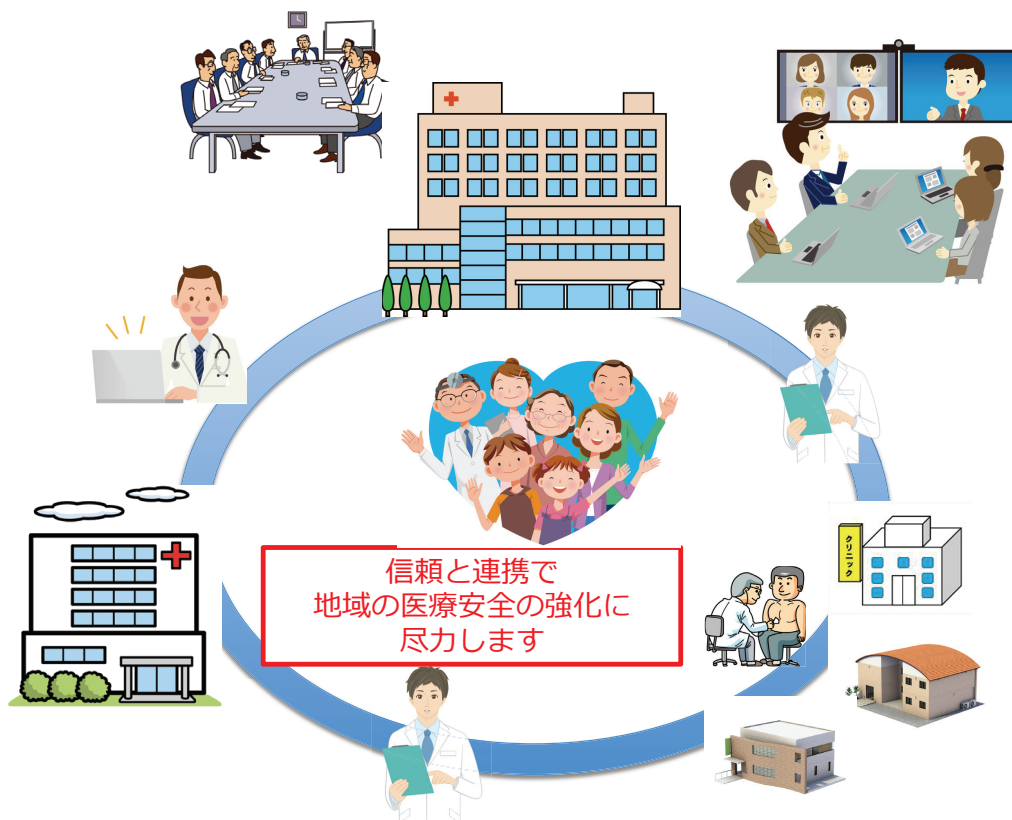 信頼と連携で
地域の医療安全の強化に
尽力します
クリニック